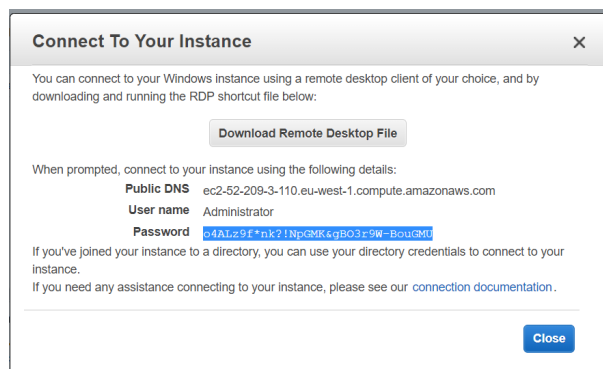 Connect To Your Instance
You can connect to your Windows instance using a remote desktop client of your choice, and by
downloading and running the RDP shortcut file below:
Download Remote Desktop File
When prompted, connect to your instance using the following details:
Public DNS ec2-52-209-3-110.eu-west-1.compute.amazonaws.com
User name Administrator
Password o4ALz9f*nk?!NpGMK&gBO3r9W-BouGMU
If you've joined your instance to a directory, you can use your directory credentials to connect to your
instance.
If you need any assistance connecting to your instance, please see our connection documentation.
Close